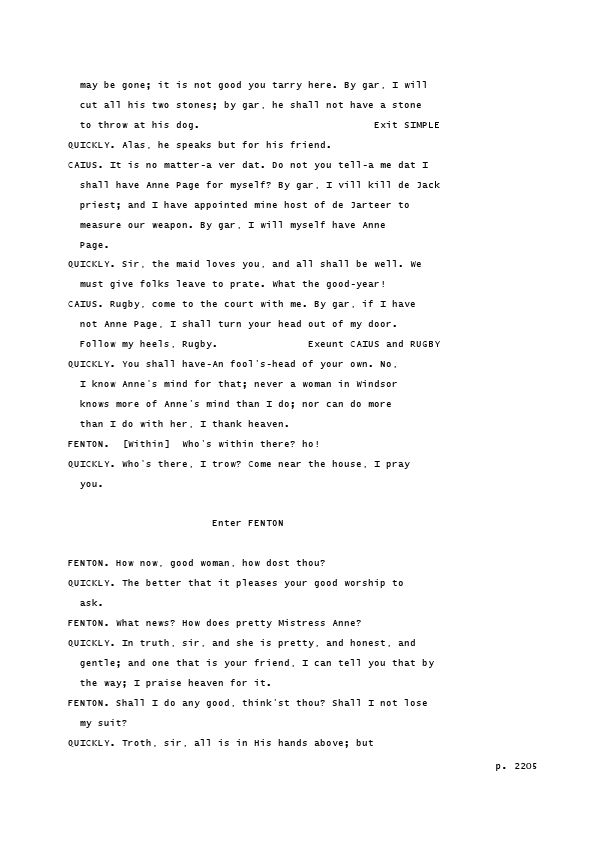 may be gone; it is not good you tarry here. By gar, I will
cut all his two stones; by gar, he shall not have a stone
to throw at his dog. Exit SIMPLE
QUICKLY. Alas, he speaks but for his friend.
CAIUS. It is no matter-a ver dat. Do not you tell-a me dat I
shall have Anne Page for myself? By gar, I vill kill de Jack
priest; and I have appointed mine host of de Jarteer to
measure our weapon. By gar, I will myself have Anne
Page.
QUICKLY. Sir, the maid loves you, and all shall be well. We
must give folks leave to prate. What the good-year!
CAIUS. Rugby, come to the court with me. By gar, if I have
not Anne Page, I shall turn your head out of my door.
Follow my heels, Rugby. Exeunt CAIUS and RUGBY
QUICKLY. You shall have-An fool's-head of your own. No,
I know Anne's mind for that; never a woman in Windsor
knows more of Anne's mind than I do; nor can do more
than I do with her, I thank heaven.
FENTON. [Within] Who's within there? ho!
QUICKLY. Who's there, I trow? Come near the house, I pray
you.
Enter FENTON
FENTON. How now, good woman, how dost thou?
QUICKLY. The better that it pleases your good worship to
ask.
FENTON. What news? How does pretty Mistress Anne?
QUICKLY. In truth, sir, and she is pretty, and honest, and
gentle; and one that is your friend, I can tell you that by
the way; I praise heaven for it.
FENTON. Shall I do any good, think'st thou? Shall I not lose
my suit?
QUICKLY. Troth, sir, all is in His hands above; but
p. 2205